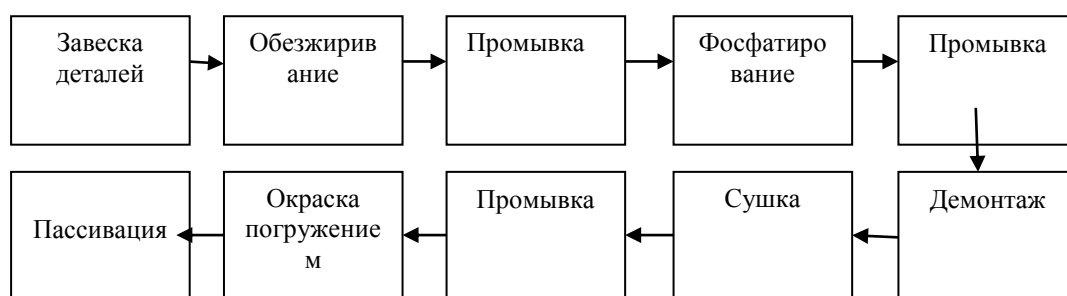 Завеска
деталей
Обезжирив
ание
Промывка
Фосфатиро
вание
Промывка
Пассивация
Окраска
погружение
м
Промывка
Сушка
Демонтаж